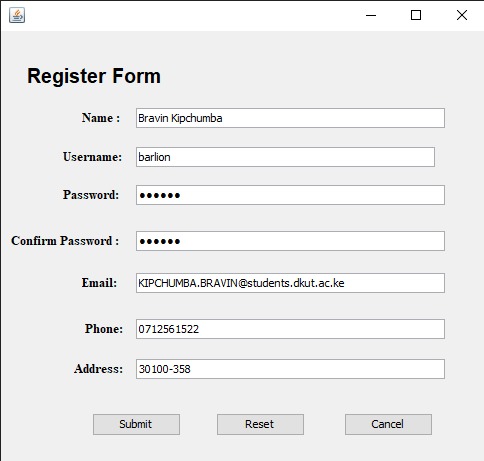 Register Form
Name : Bravin Kipchumba
Username: barlion
Password: ●●●●●●
Confirm Password : ●●●●●●
Email: KIPCHUMBA.BRAVIN@students.dkut.ac.ke
Phone: 0712561522
Address: 30100-358
Submit Reset Cancel